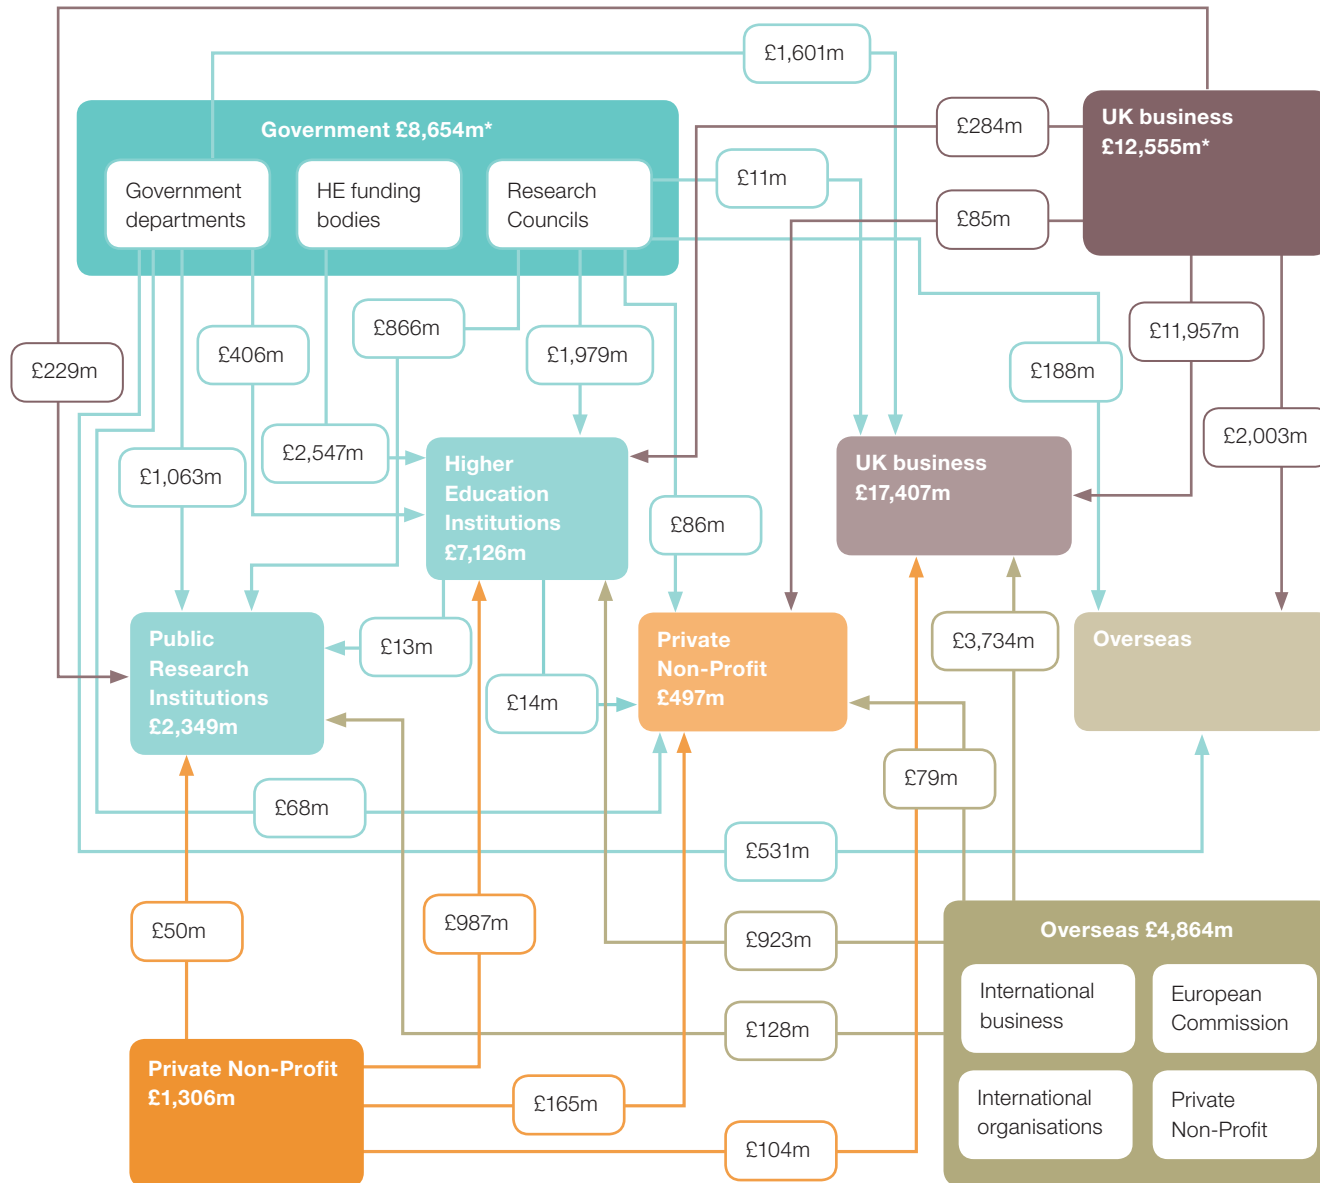 £1,601m
Government £8,654m*
UK business
£12,555m*
£284m
Government
departments
HE funding
bodies
Research
Councils
£11m
£85m
£866m
£11,957m
£229m
£406m
£1,979m
£188m
£2,547m
£2,003m
£1,063m
Higher
Education
Institutions
£7,126m
UK business
£17,407m
£86m
Public
Research
Institutions
£2,349m
£13m
Private
Non-Profit
£497m
£3,734m
Overseas
£14m
£79m
£68m
£531m
£50m
£987m
£923m
Overseas £4,864m
International
business
European
Commission
£128m
Private Non-Profit
£1,306m
£165m
International
organisations
Private
Non-Profit
£104m